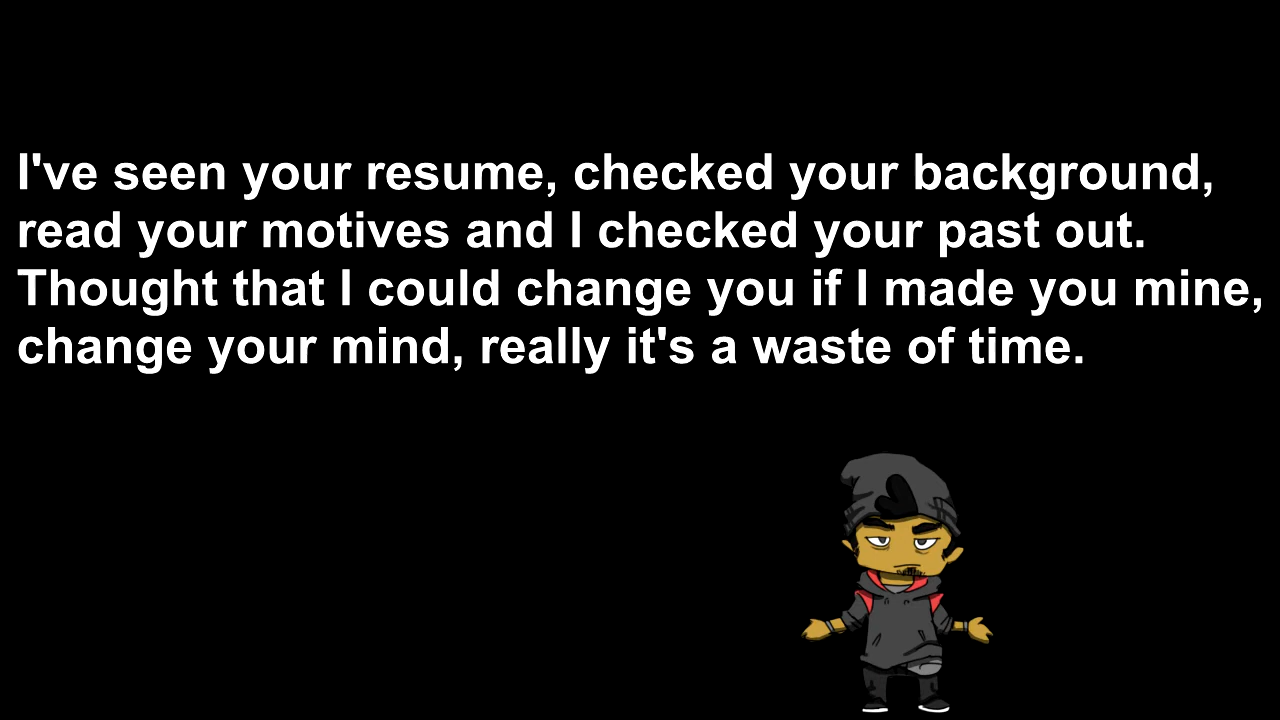 I've seen your resume, checked your background,
read your motives and I checked your past out.
Thought that I could change you if I made you mine,
change your mind, really it's a waste of time.